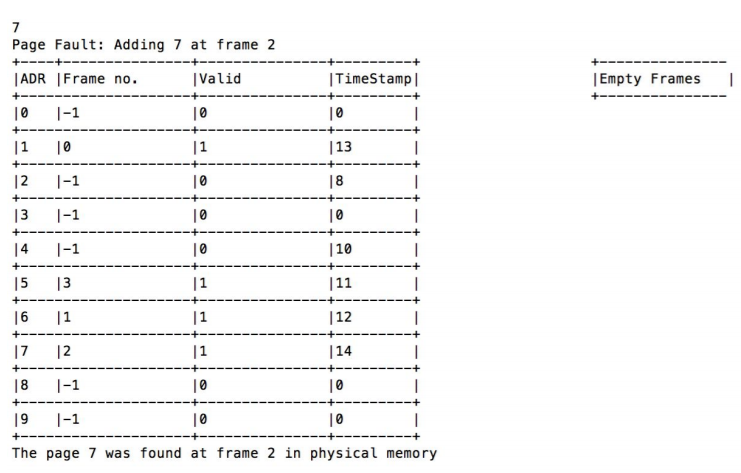 7
Page Fault: Adding 7 at frame 2
+----+----------------+----------------+---------+                    +---------------
|ADR |Frame no.       |Valid           |TimeStamp|                    |Empty Frames   |
+----------------------+----------------+---------+                    +---------------
|0   |-1              |0               |0        |
+----------------------+----------------+---------+
|1   |0               |1               |13       |
+----------------------+----------------+---------+
|2   |-1              |0               |8        |
+----------------------+----------------+---------+
|3   |-1              |0               |0        |
+----------------------+----------------+---------+
|4   |-1              |0               |10       |
+----------------------+----------------+---------+
|5   |3               |1               |11       |
+----------------------+----------------+---------+
|6   |1               |1               |12       |
+----------------------+----------------+---------+
|7   |2               |1               |14       |
+----------------------+----------------+---------+
|8   |-1              |0               |0        |
+----------------------+----------------+---------+
|9   |-1              |0               |0        |
+----------------------+----------------+---------+
The page 7 was found at frame 2 in physical memory